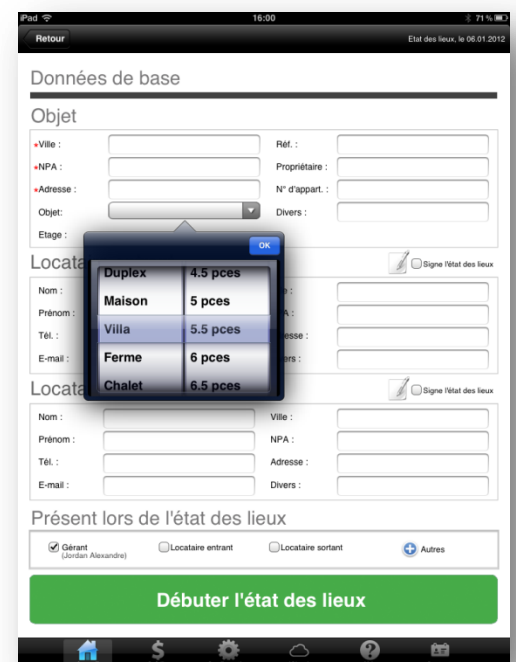 iPad 16:00 71 %
Retour Etat des lieux, le 06.01.2012
Données de base
Objet
*Ville : Réf. :
*NPA : Propriétaire :
*Adresse : N° d'appart. :
Objet: Divers :
Etage :
OK
Locata Signe l'état des lieux
Duplex 4.5 pces
Nom :
Maison 5 pces
Prénom :
Villa 5.5 pces
Tél. : esse :
Ferme 6 pces
E-mail : ers :
Chalet 6.5 pces
Locata Signe l'état des lieux
Nom : Ville :
Prénom : NPA :
Tél. : Adresse :
E-mail : Divers :
Présent lors de l'état des lieux
Gérant Locataire entrant Locataire sortant Autres
(Jordan Alexandre)
Débuter l'état des lieux